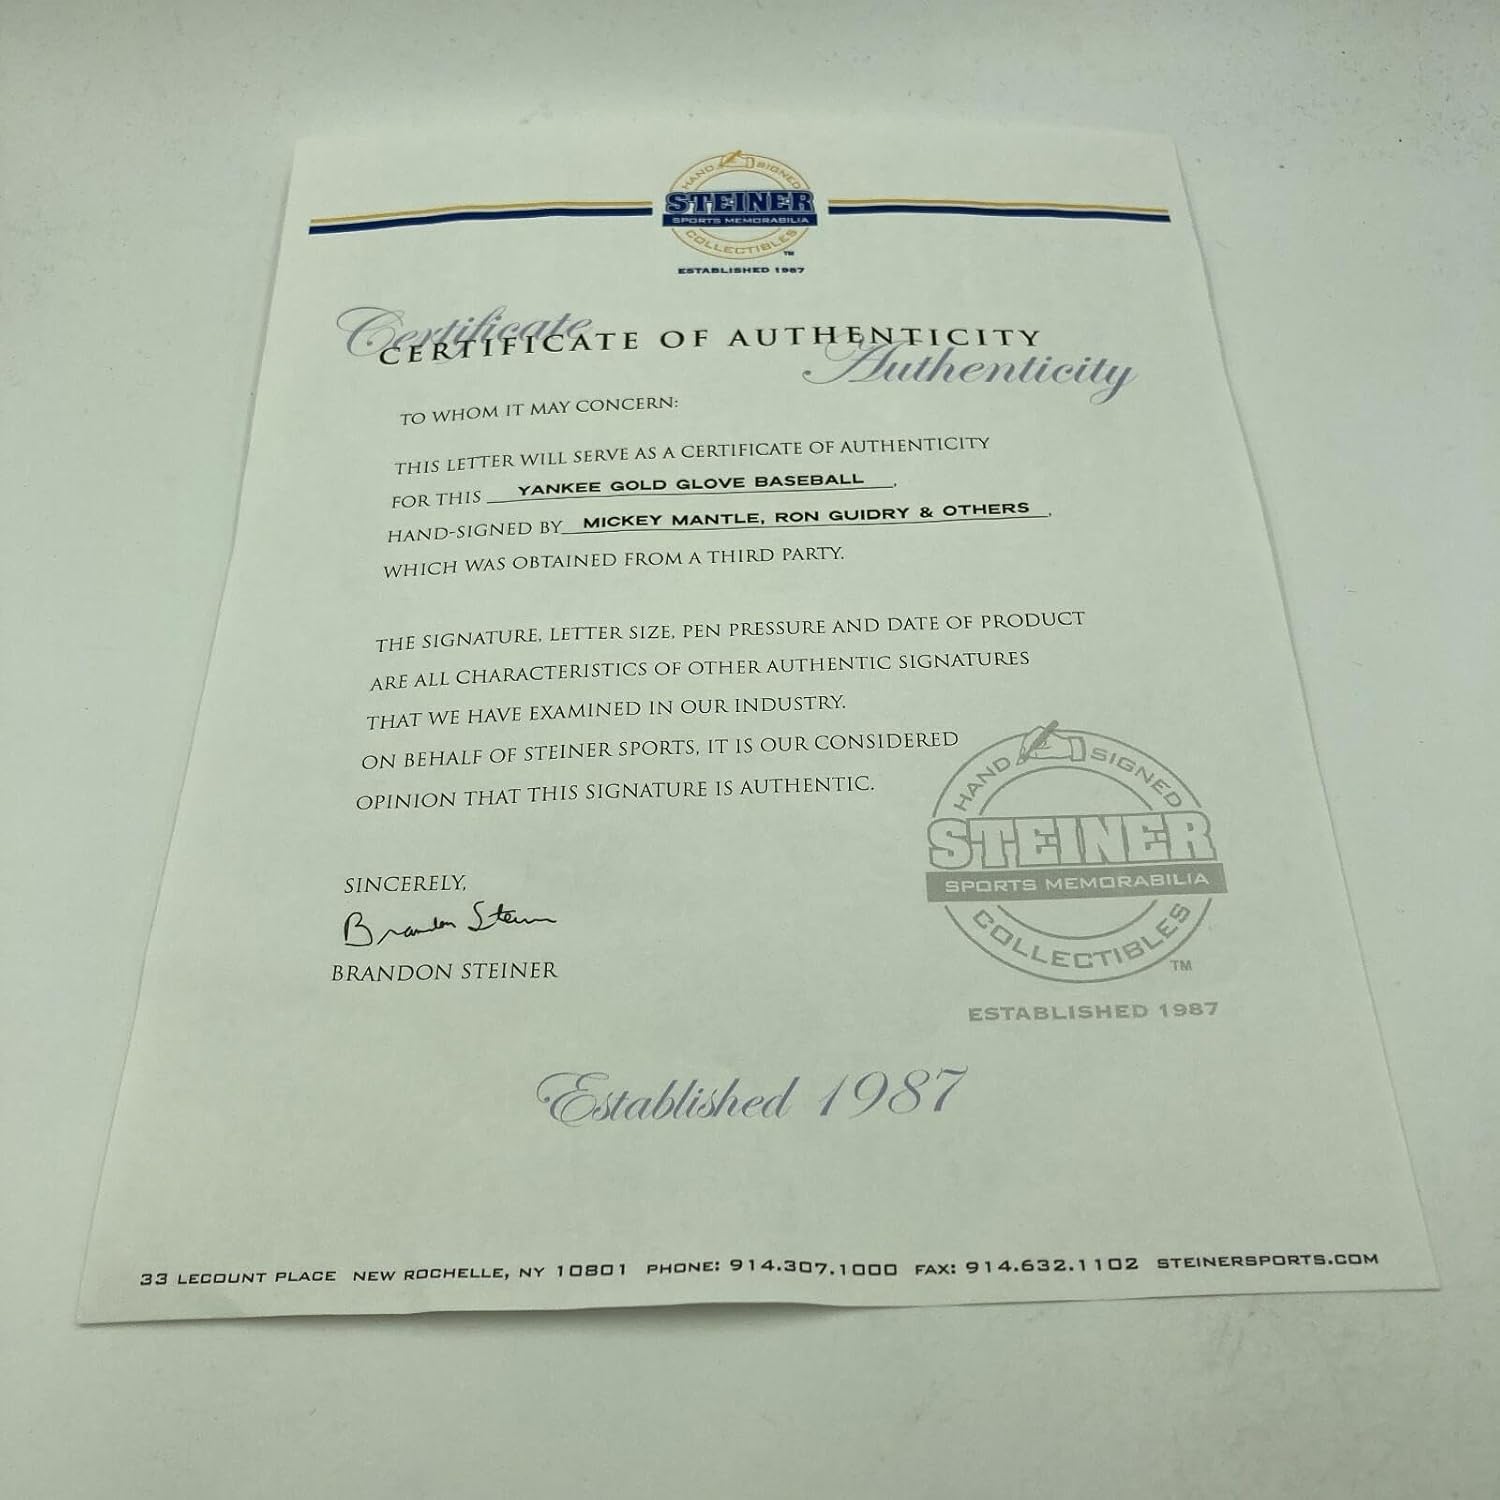 HAND SIGNED
STEINER
SPORTS MEMORABILIA
COLLECTIBLES
TM
ESTABLISHED 1987
Certificate
CERTIFICATE OF AUTHENTICITY
Authenticity
TO WHOM IT MAY CONCERN:
THIS LETTER WILL SERVE AS A CERTIFICATE OF AUTHENTICITY
FOR THIS YANKEE GOLD GLOVE BASEBALL,
HAND-SIGNED BY MICKEY MANTLE, RON GUIDRY & OTHERS,
WHICH WAS OBTAINED FROM A THIRD PARTY.
THE SIGNATURE, LETTER SIZE, PEN PRESSURE AND DATE OF PRODUCT
ARE ALL CHARACTERISTICS OF OTHER AUTHENTIC SIGNATURES
THAT WE HAVE EXAMINED IN OUR INDUSTRY.
ON BEHALF OF STEINER SPORTS, IT IS OUR CONSIDERED
OPINION THAT THIS SIGNATURE IS AUTHENTIC.
SINCERELY,
Brandon Steiner
BRANDON STEINER
HAND SIGNED
STEINER
SPORTS MEMORABILIA
COLLECTIBLES
TM
ESTABLISHED 1987
Established 1987
33 LECOUNT PLACE NEW ROCHELLE, NY 10801 PHONE: 914.307.1000 FAX: 914.632.1102 STEINERSPORTS.COM